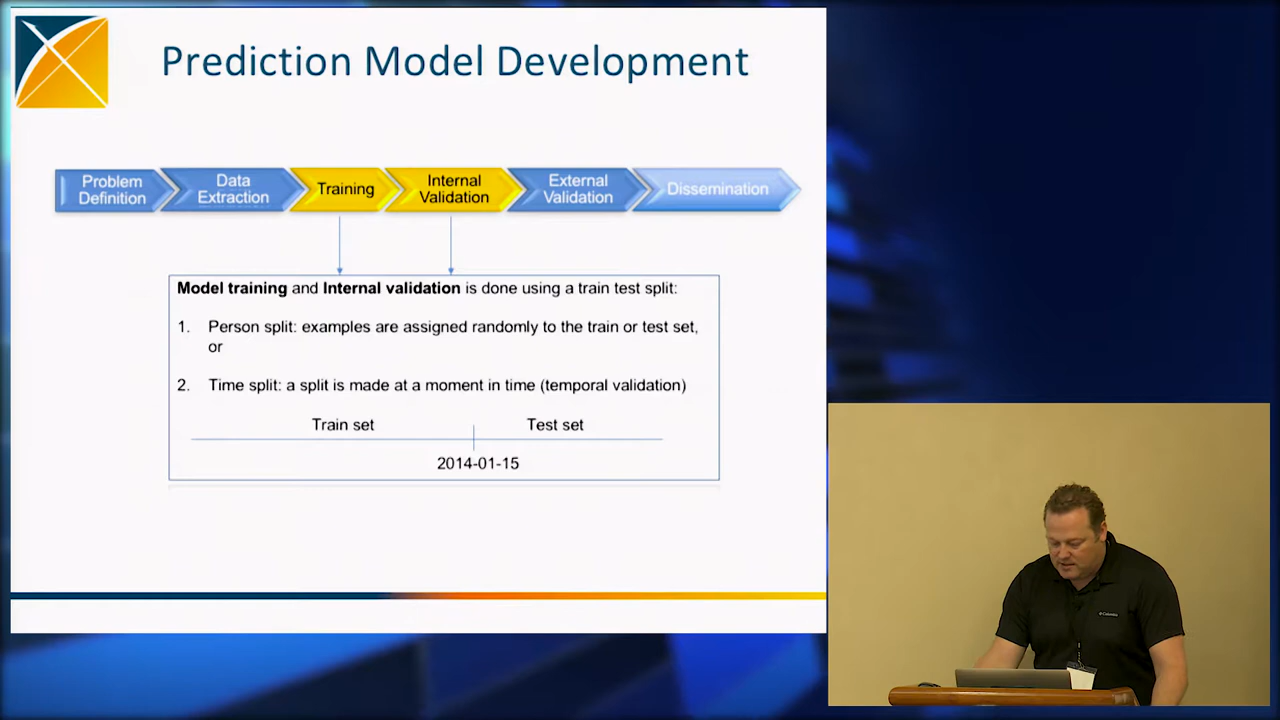 Prediction Model Development
Problem
Definition
Data
Extraction
Training
Internal
Validation
External
Validation
Dissemination
Model training and Internal validation is done using a train test split:
1. Person split: examples are assigned randomly to the train or test set,
or
2. Time split: a split is made at a moment in time (temporal validation)
Train set Test set
2014-01-15
Columbia